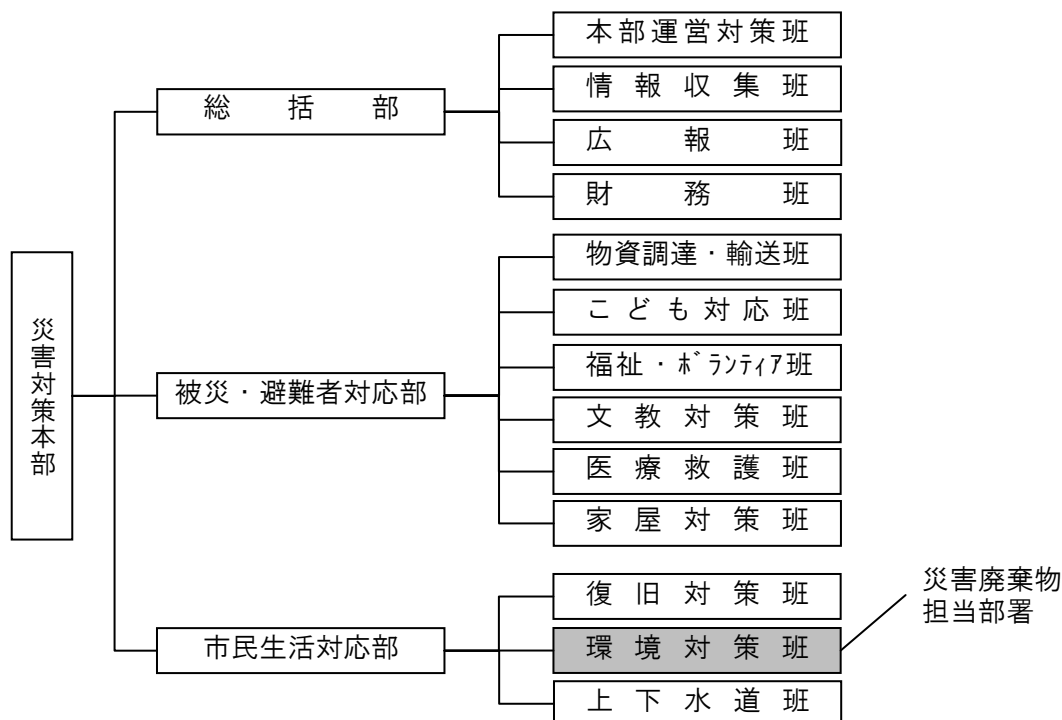 災害対策本部
総括部
本部運営対策班
情報収集班
広報班
財務班
被災・避難者対応部
物資調達・輸送班
こども対応班
福祉・ﾎﾞﾗﾝﾃｨｱ班
文教対策班
医療救護班
家屋対策班
市民生活対応部
復旧対策班
環境対策班
上下水道班
災害廃棄物
担当部署